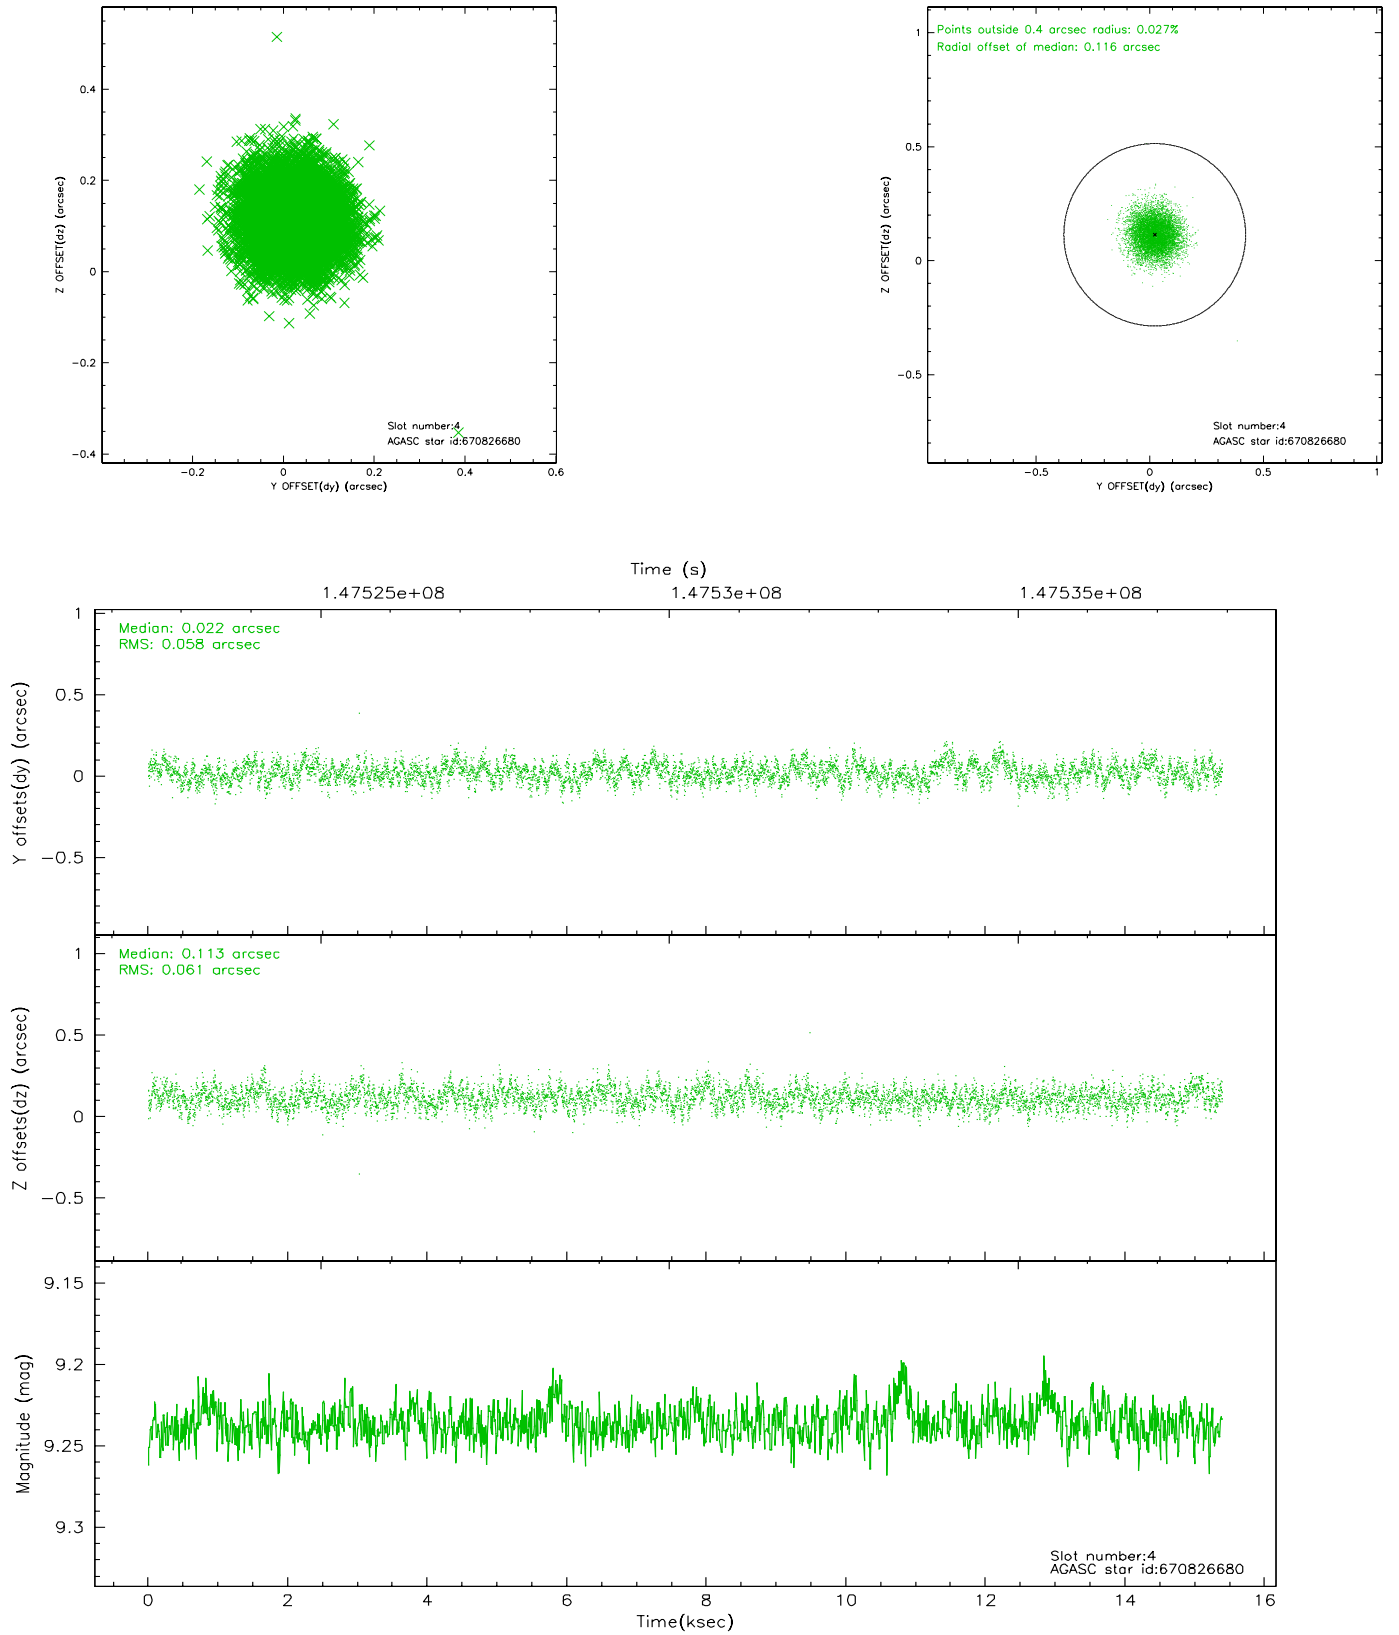 0.4
0.2
0
−0.2
−0.4
Z OFFSET(dz) (arcsec)
Slot number:4
AGASC star id:670826680
−0.2
0
0.2
0.4
0.6
Y OFFSET(dy) (arcsec)
Points outside 0.4 arcsec radius: 0.027%
Radial offset of median: 0.116 arcsec
1
0.5
0
−0.5
Z OFFSET(dz) (arcsec)
Slot number:4
AGASC star id:670826680
−0.5
0
0.5
1
Y OFFSET(dy) (arcsec)
Time (s)
1.47525e+08
1.4753e+08
1.47535e+08
Median: 0.022 arcsec
RMS: 0.058 arcsec
1
0.5
0
−0.5
Y offsets(dy) (arcsec)
Median: 0.113 arcsec
RMS: 0.061 arcsec
1
0.5
0
−0.5
Z offsets(dz) (arcsec)
9.15
9.2
9.25
9.3
Magnitude (mag)
Slot number:4
AGASC star id:670826680
0
2
4
6
8
10
12
14
16
Time(ksec)